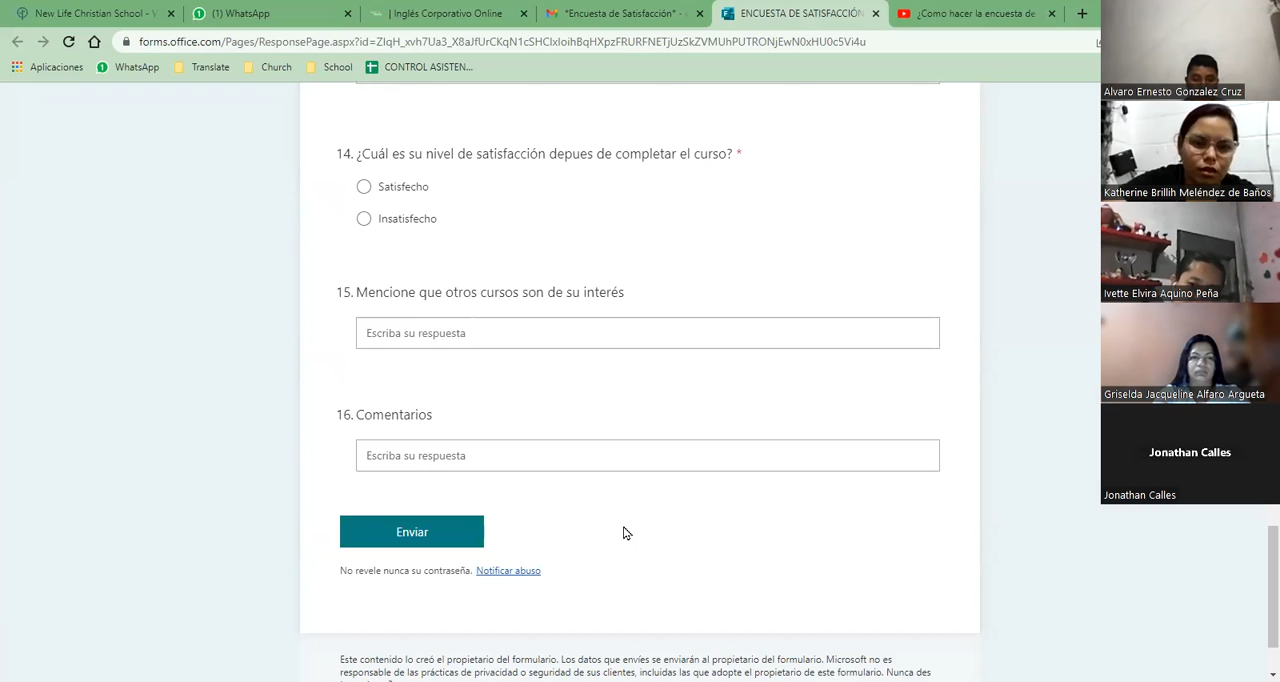 New Life Christian School - V
(1) WhatsApp
| Inglés Corporativo Online
*Encuesta de Satisfacción* -
ENCUESTA DE SATISFACCIÓN
¿Como hacer la encuesta de
forms.office.com/Pages/ResponsePage.aspx?id=ZIqH_xvh7Ua3_X8aJfUrCKqN1cSHCIxIoihBqHXpzFRURFNETjUzSkZVMUhPUTRONjEwN0xHU0c5Vi4u
Aplicaciones
WhatsApp
Translate
Church
School
CONTROL ASISTEN...
14. ¿Cuál es su nivel de satisfacción depues de completar el curso? *
Satisfecho
Insatisfecho
15. Mencione que otros cursos son de su interés
Escriba su respuesta
16. Comentarios
Escriba su respuesta
Enviar
No revele nunca su contraseña. Notificar abuso
Este contenido lo creó el propietario del formulario. Los datos que envíes se enviarán al propietario del formulario. Microsoft no es
responsable de las prácticas de privacidad o seguridad de sus clientes, incluidas las que adopte el propietario de este formulario. Nunca des
Alvaro Ernesto Gonzalez Cruz
Katherine Brillih Meléndez de Baños
Ivette Elvira Aquino Peña
Griselda Jacqueline Alfaro Argueta
Jonathan Calles
Jonathan Calles